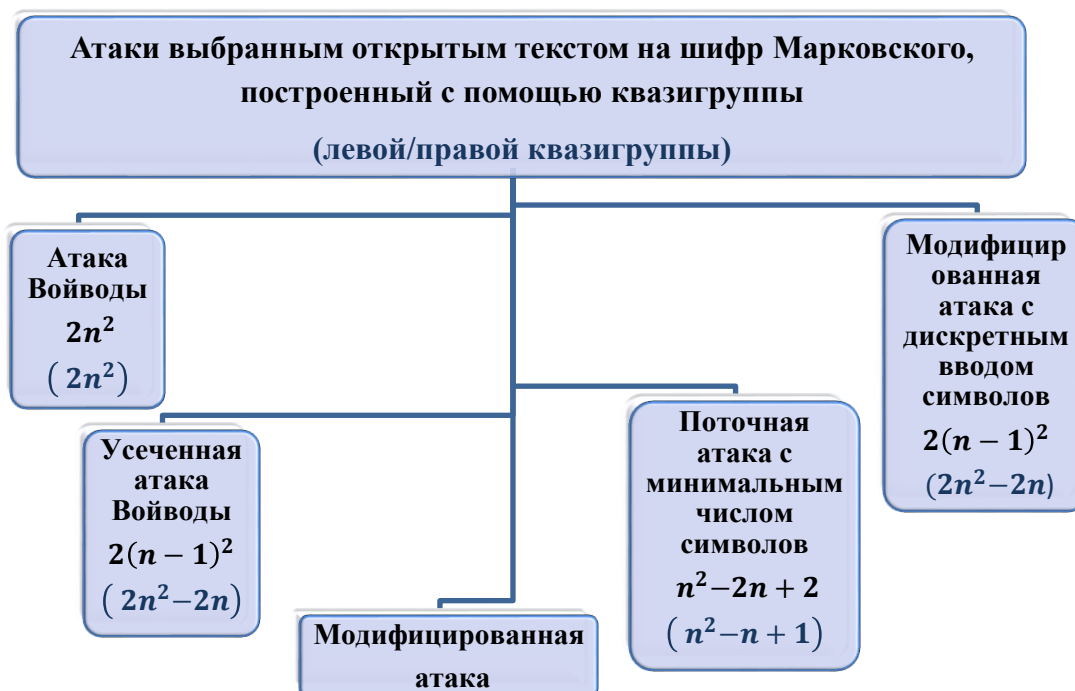 Атаки выбранным открытым текстом на шифр Марковского,
построенный с помощью квазигруппы
(левой/правой квазигруппы)
Атака
Войводы
2n²
( 2n²)
Усеченная
атака
Войводы
2(n − 1)²
( 2n²−2n)
Модифицированная
атака
Поточная
атака с
минимальным
числом
символов
n²−2n + 2
( n²−n + 1)
Модифицир
ованная
атака с
дискретным
вводом
символов
2(n − 1)²
(2n²−2n)